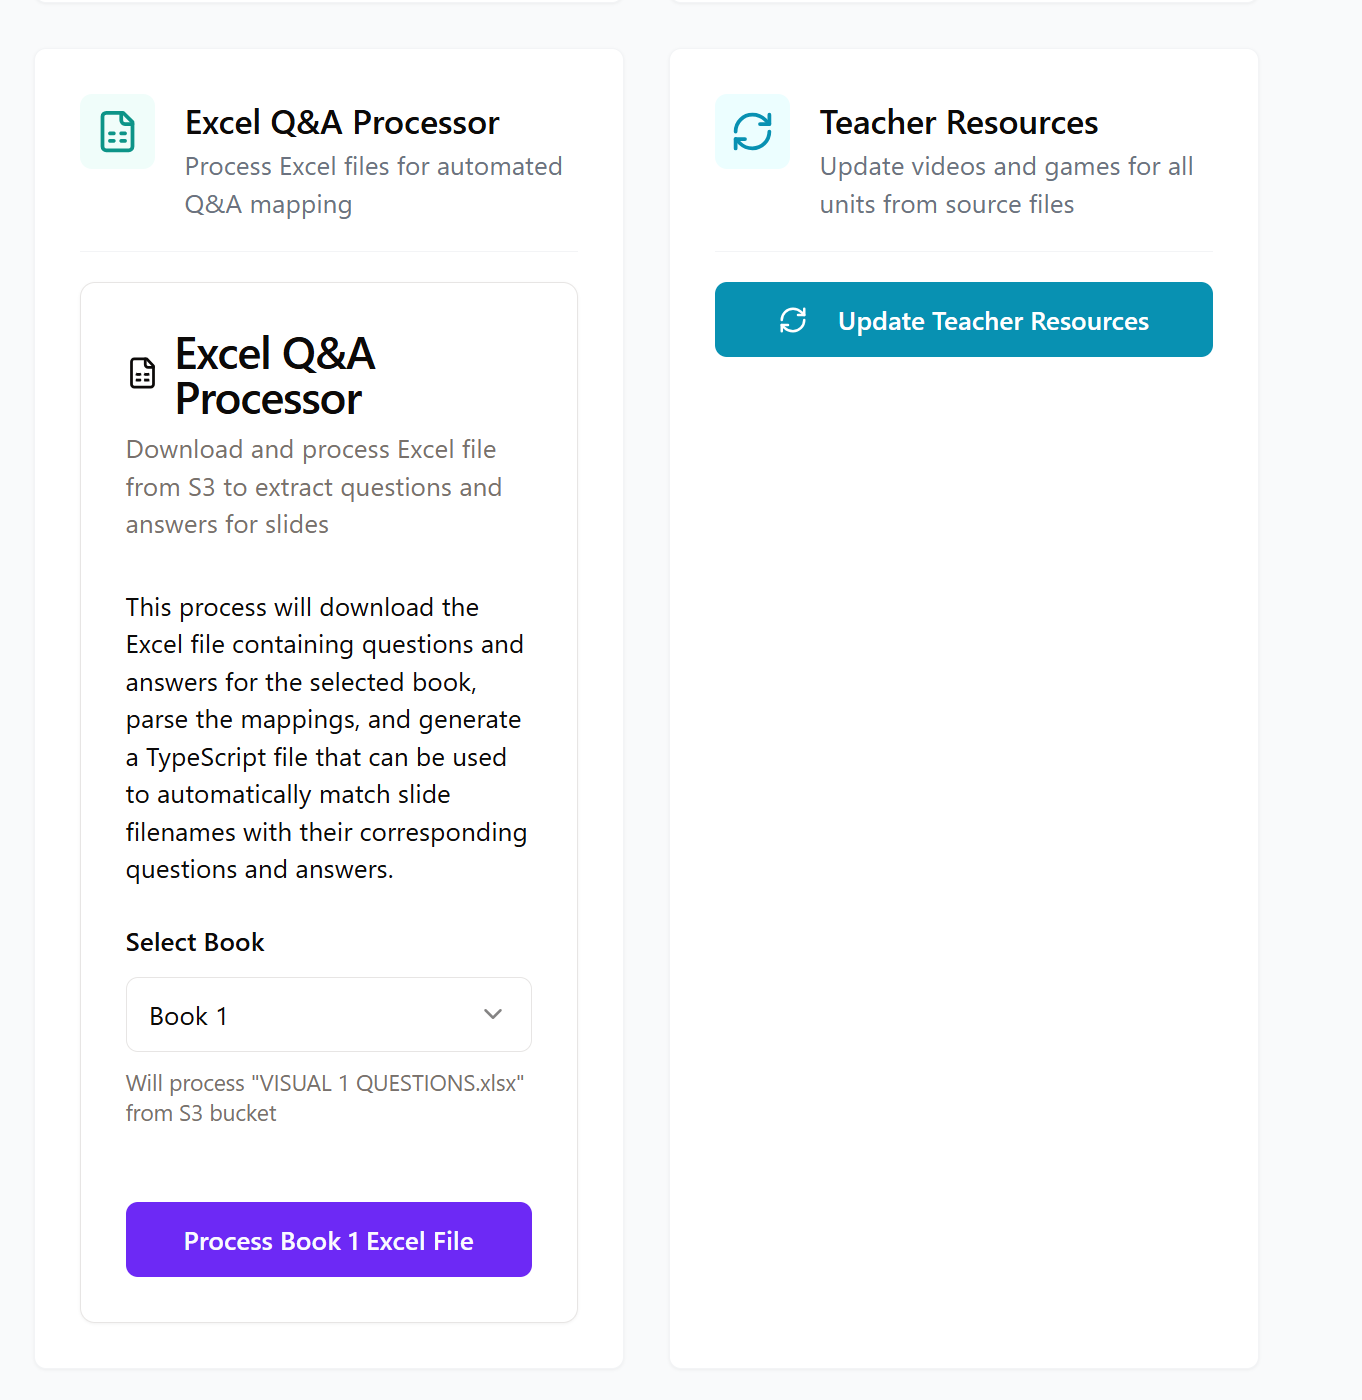 Excel Q&A Processor
Process Excel files for automated
Q&A mapping
Excel Q&A
Processor
Download and process Excel file
from S3 to extract questions and
answers for slides
This process will download the
Excel file containing questions and
answers for the selected book,
parse the mappings, and generate
a TypeScript file that can be used
to automatically match slide
filenames with their corresponding
questions and answers.
Select Book
Book 1
Will process "VISUAL 1 QUESTIONS.xlsx"
from S3 bucket
Process Book 1 Excel File
Teacher Resources
Update videos and games for all
units from source files
Update Teacher Resources